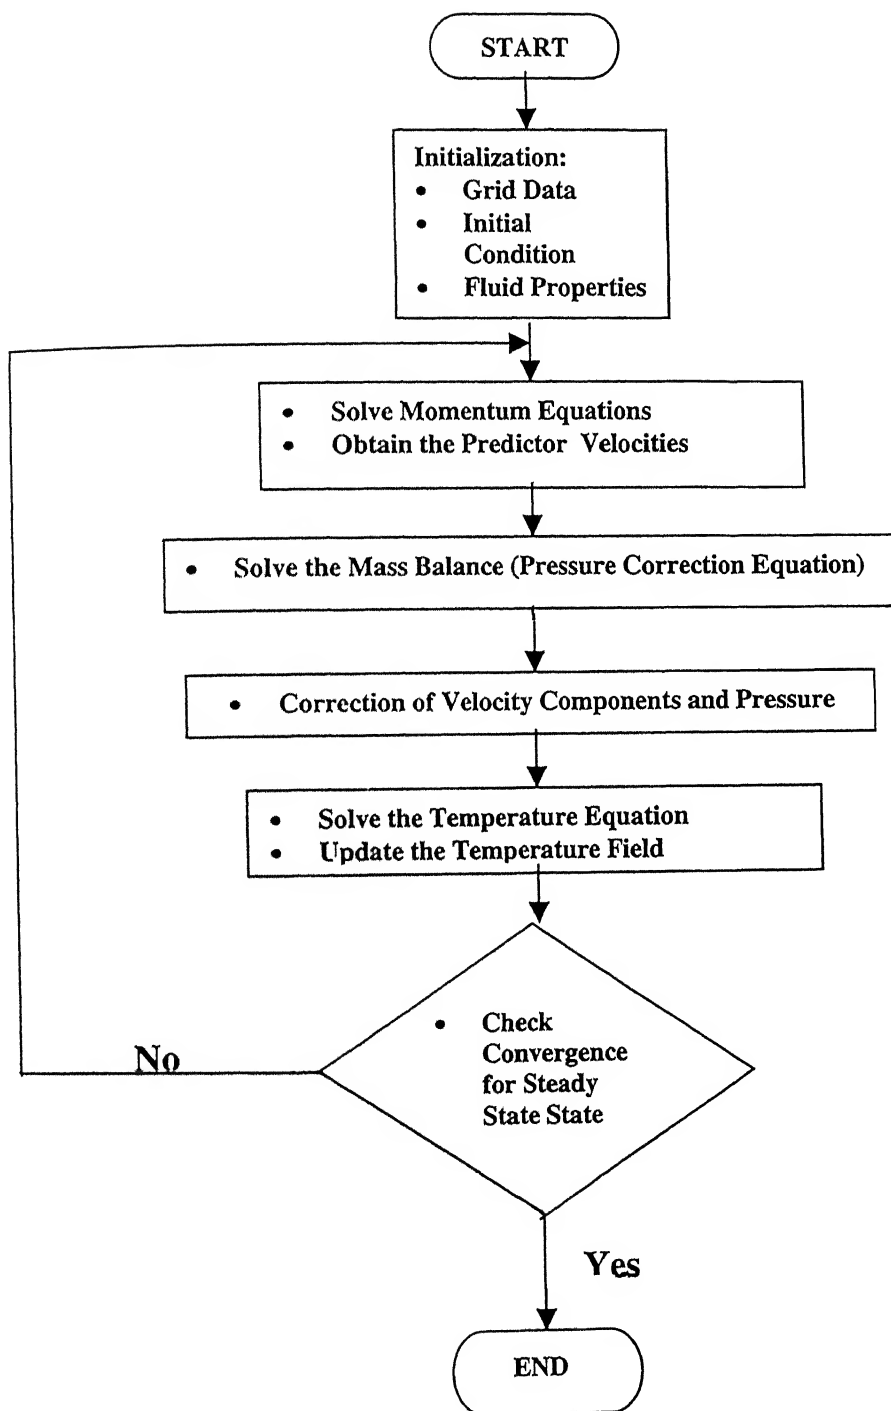 START
Initialization:
• Grid Data
• Initial
Condition
• Fluid Properties
• Solve Momentum Equations
• Obtain the Predictor Velocities
• Solve the Mass Balance (Pressure Correction Equation)
• Correction of Velocity Components and Pressure
• Solve the Temperature Equation
• Update the Temperature Field
• Check
Convergence
for Steady
State State
No
Yes
END